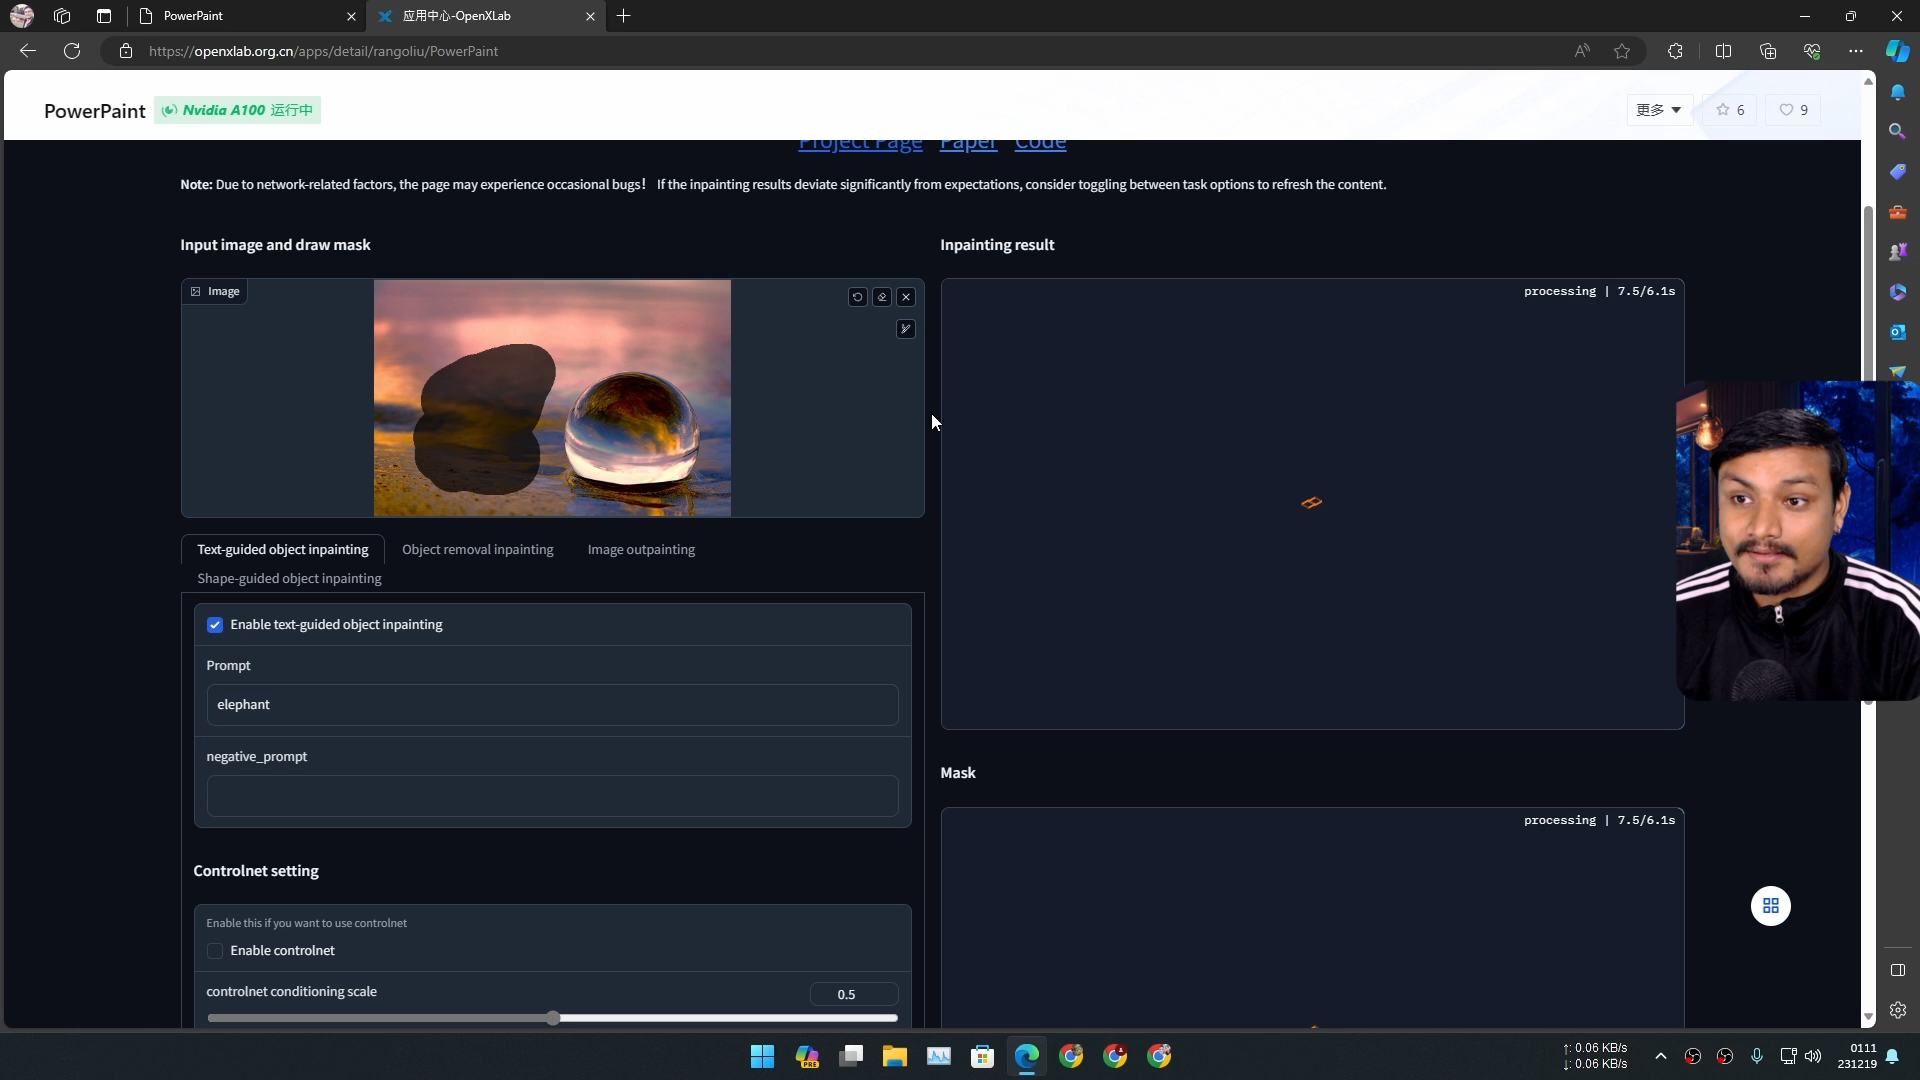 PowerPaint
应用中心-OpenXLab
https://openxlab.org.cn/apps/detail/rangoliu/PowerPaint
PowerPaint
Nvidia A100 运行中
更多
6
9
Project Page Paper Code
Note: Due to network-related factors, the page may experience occasional bugs！ If the inpainting results deviate significantly from expectations, consider toggling between task options to refresh the content.
Input image and draw mask
Inpainting result
Image
processing | 7.5/6.1s
Text-guided object inpainting
Object removal inpainting
Image outpainting
Shape-guided object inpainting
Enable text-guided object inpainting
Prompt
elephant
negative_prompt
Mask
processing | 7.5/6.1s
Controlnet setting
Enable this if you want to use controlnet
Enable controlnet
controlnet conditioning scale
0.5
PRE
↑: 0.06 KB/s
↓: 0.06 KB/s
0111
231219